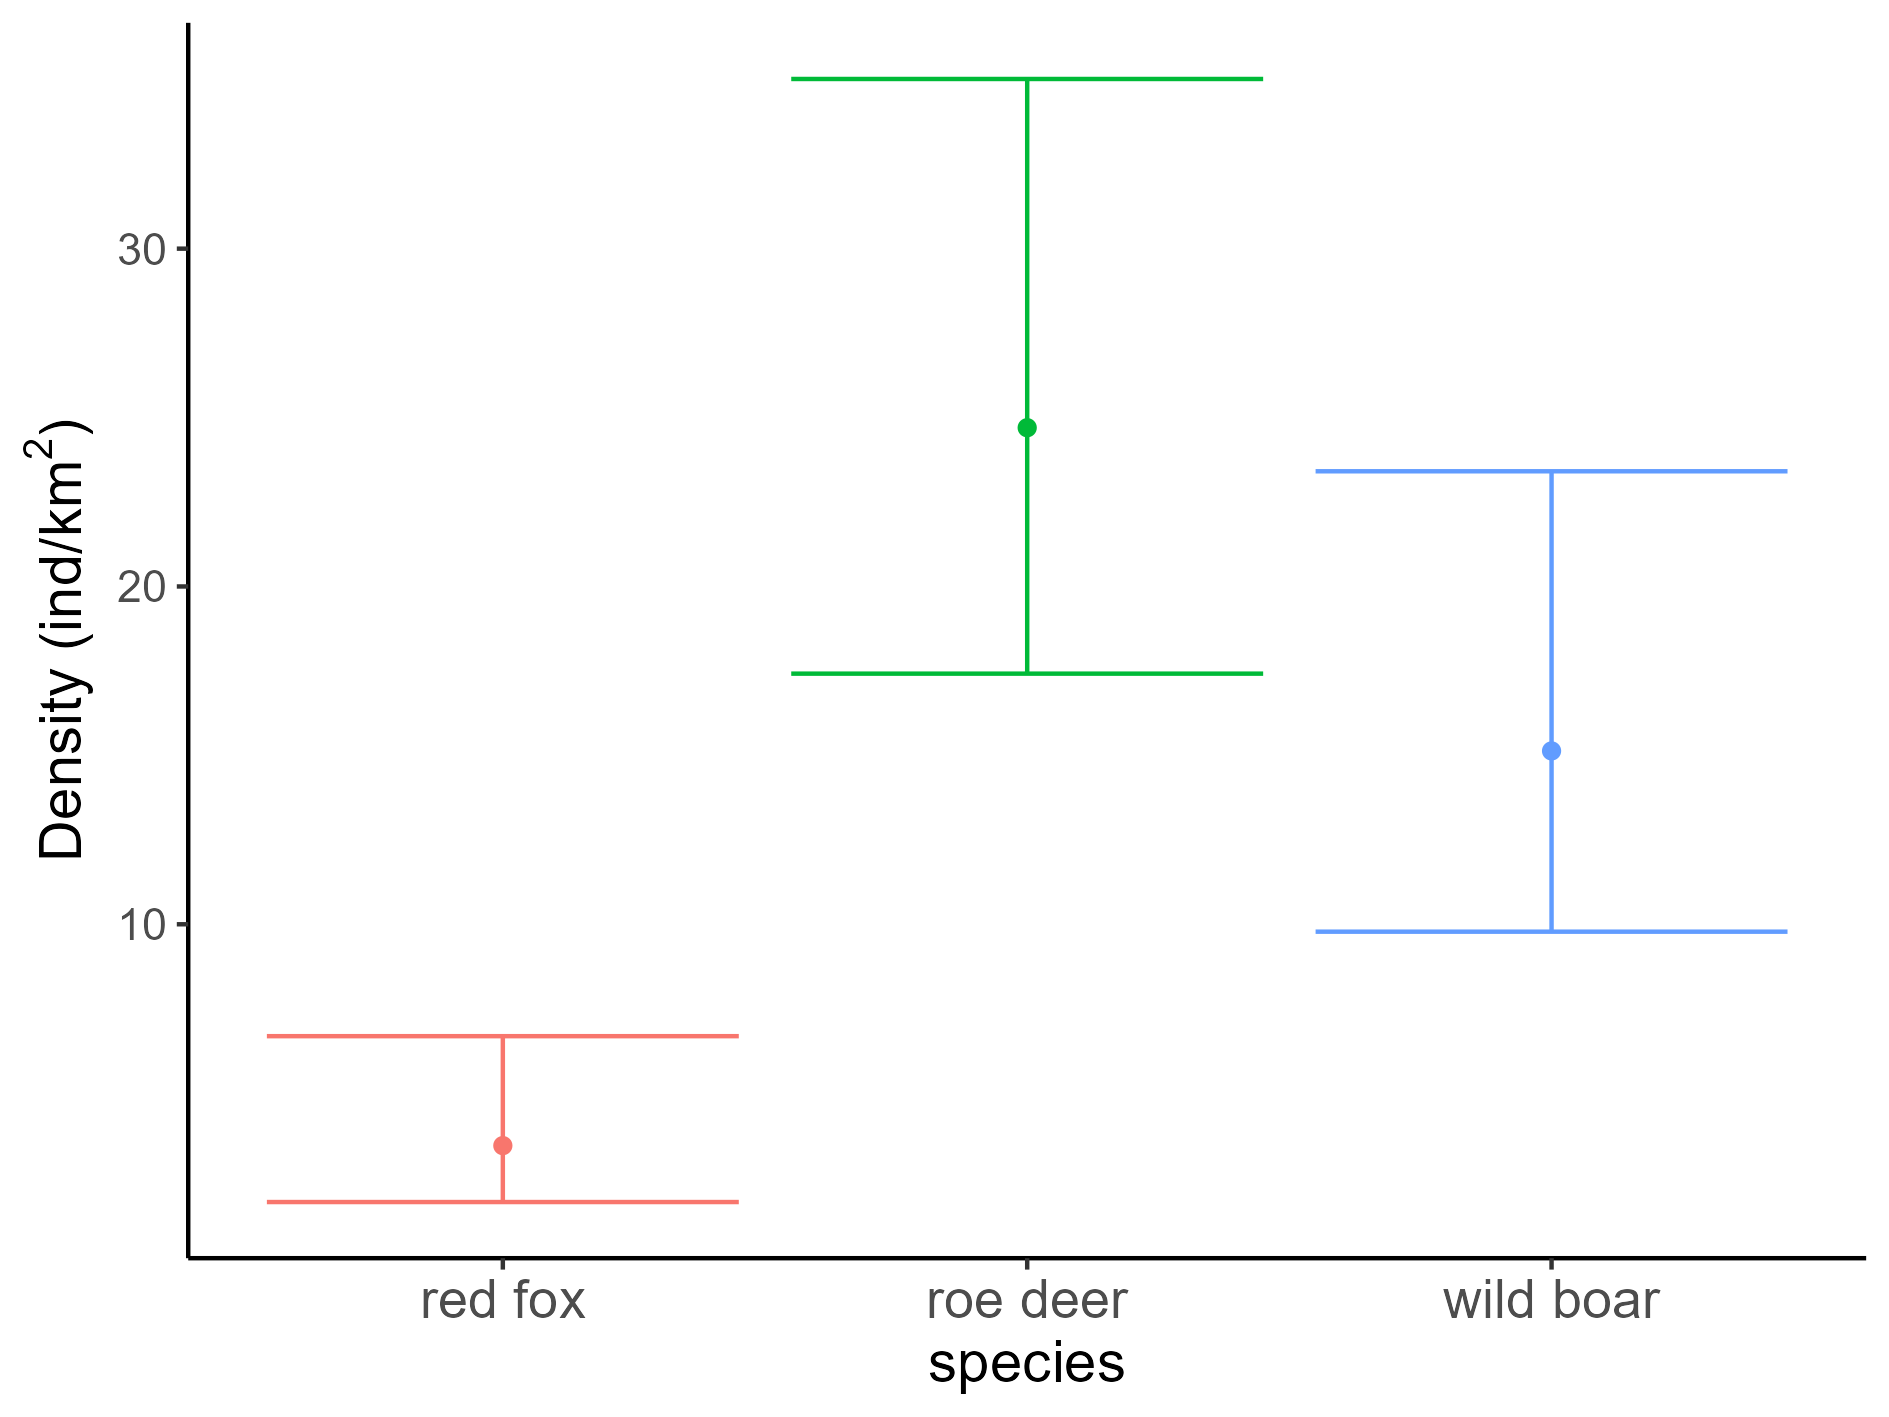 Density (ind/km²)
30
20
10
red fox
roe deer
wild boar
species